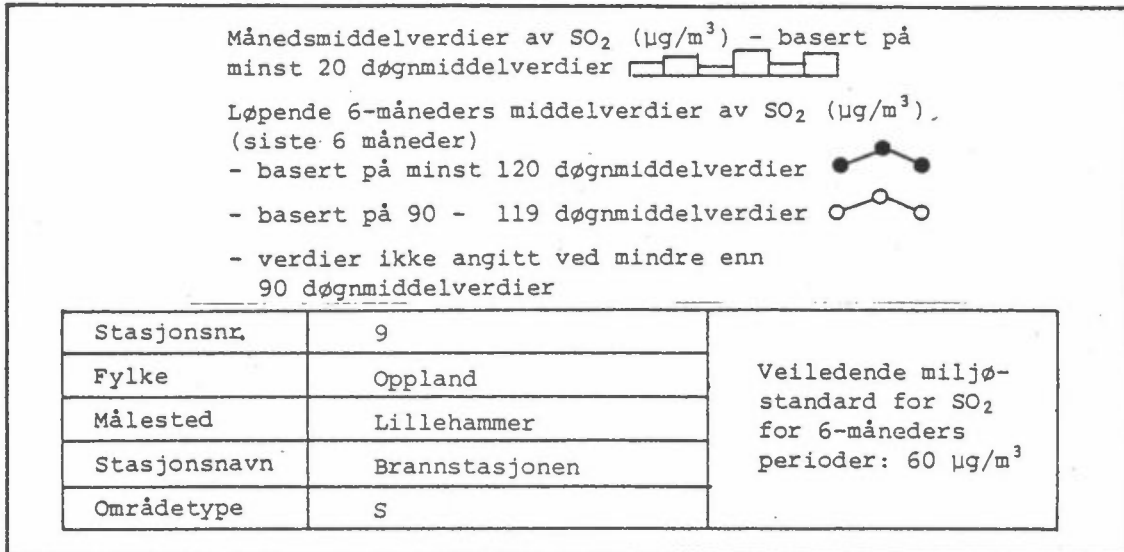 Månedsmiddelverdier av SO₂ (µg/m³) – basert på
minst 20 døgnmiddelverdier
Løpende 6-måneders middelverdier av SO₂ (µg/m³)
(siste 6 måneder)
- basert på minst 120 døgnmiddelverdier
- basert på 90 - 119 døgnmiddelverdier
- verdier ikke angitt ved mindre enn
90 døgnmiddelverdier
Stasjonsnr. 9
Fylke Oppland
Målested Lillehammer
Stasjonsnavn Brannstasjonen
Områdetype S
Veiledende miljø-
standard for SO₂
for 6-måneders
perioder: 60 µg/m³